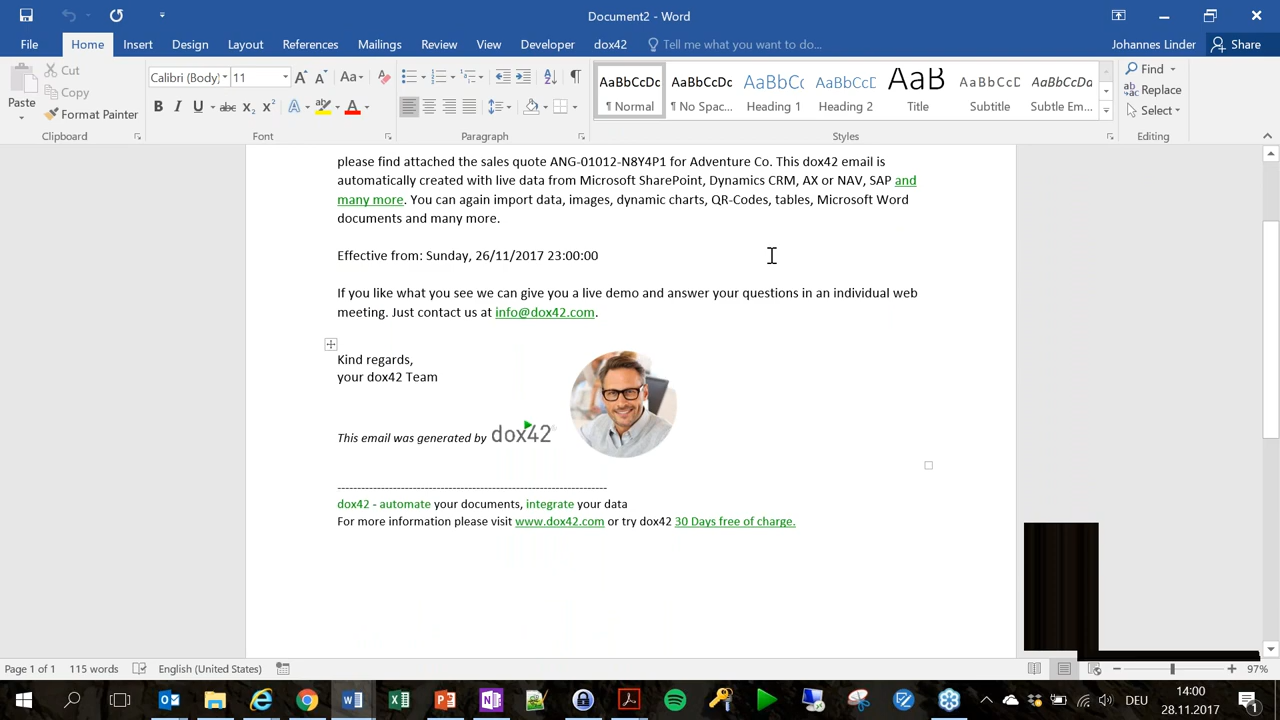 Document2 - Word
File Home Insert Design Layout References Mailings Review View Developer dox42 Tell me what you want to do... Johannes Linder Share
Cut
Copy
Format Painter
Paste
Clipboard
Calibri (Body) 11
Font
Paragraph
AaBbCcDc AaBbCcDc AaBbCc AaBbCcD AaB AaBbCcD AaBbCcDa
¶ Normal ¶ No Spac... Heading 1 Heading 2 Title Subtitle Subtle Em...
Styles
Find
Replace
Select
Editing
please find attached the sales quote ANG-01012-N8Y4P1 for Adventure Co. This dox42 email is
automatically created with live data from Microsoft SharePoint, Dynamics CRM, AX or NAV, SAP and
many more. You can again import data, images, dynamic charts, QR-Codes, tables, Microsoft Word
documents and many more.
Effective from: Sunday, 26/11/2017 23:00:00
If you like what you see we can give you a live demo and answer your questions in an individual web
meeting. Just contact us at info@dox42.com.
Kind regards,
your dox42 Team
This email was generated by dox42
-------------------------------------------------------------------
dox42 - automate your documents, integrate your data
For more information please visit www.dox42.com or try dox42 30 Days free of charge.
Page 1 of 1 115 words English (United States) 97%
DEU 14:00
28.11.2017